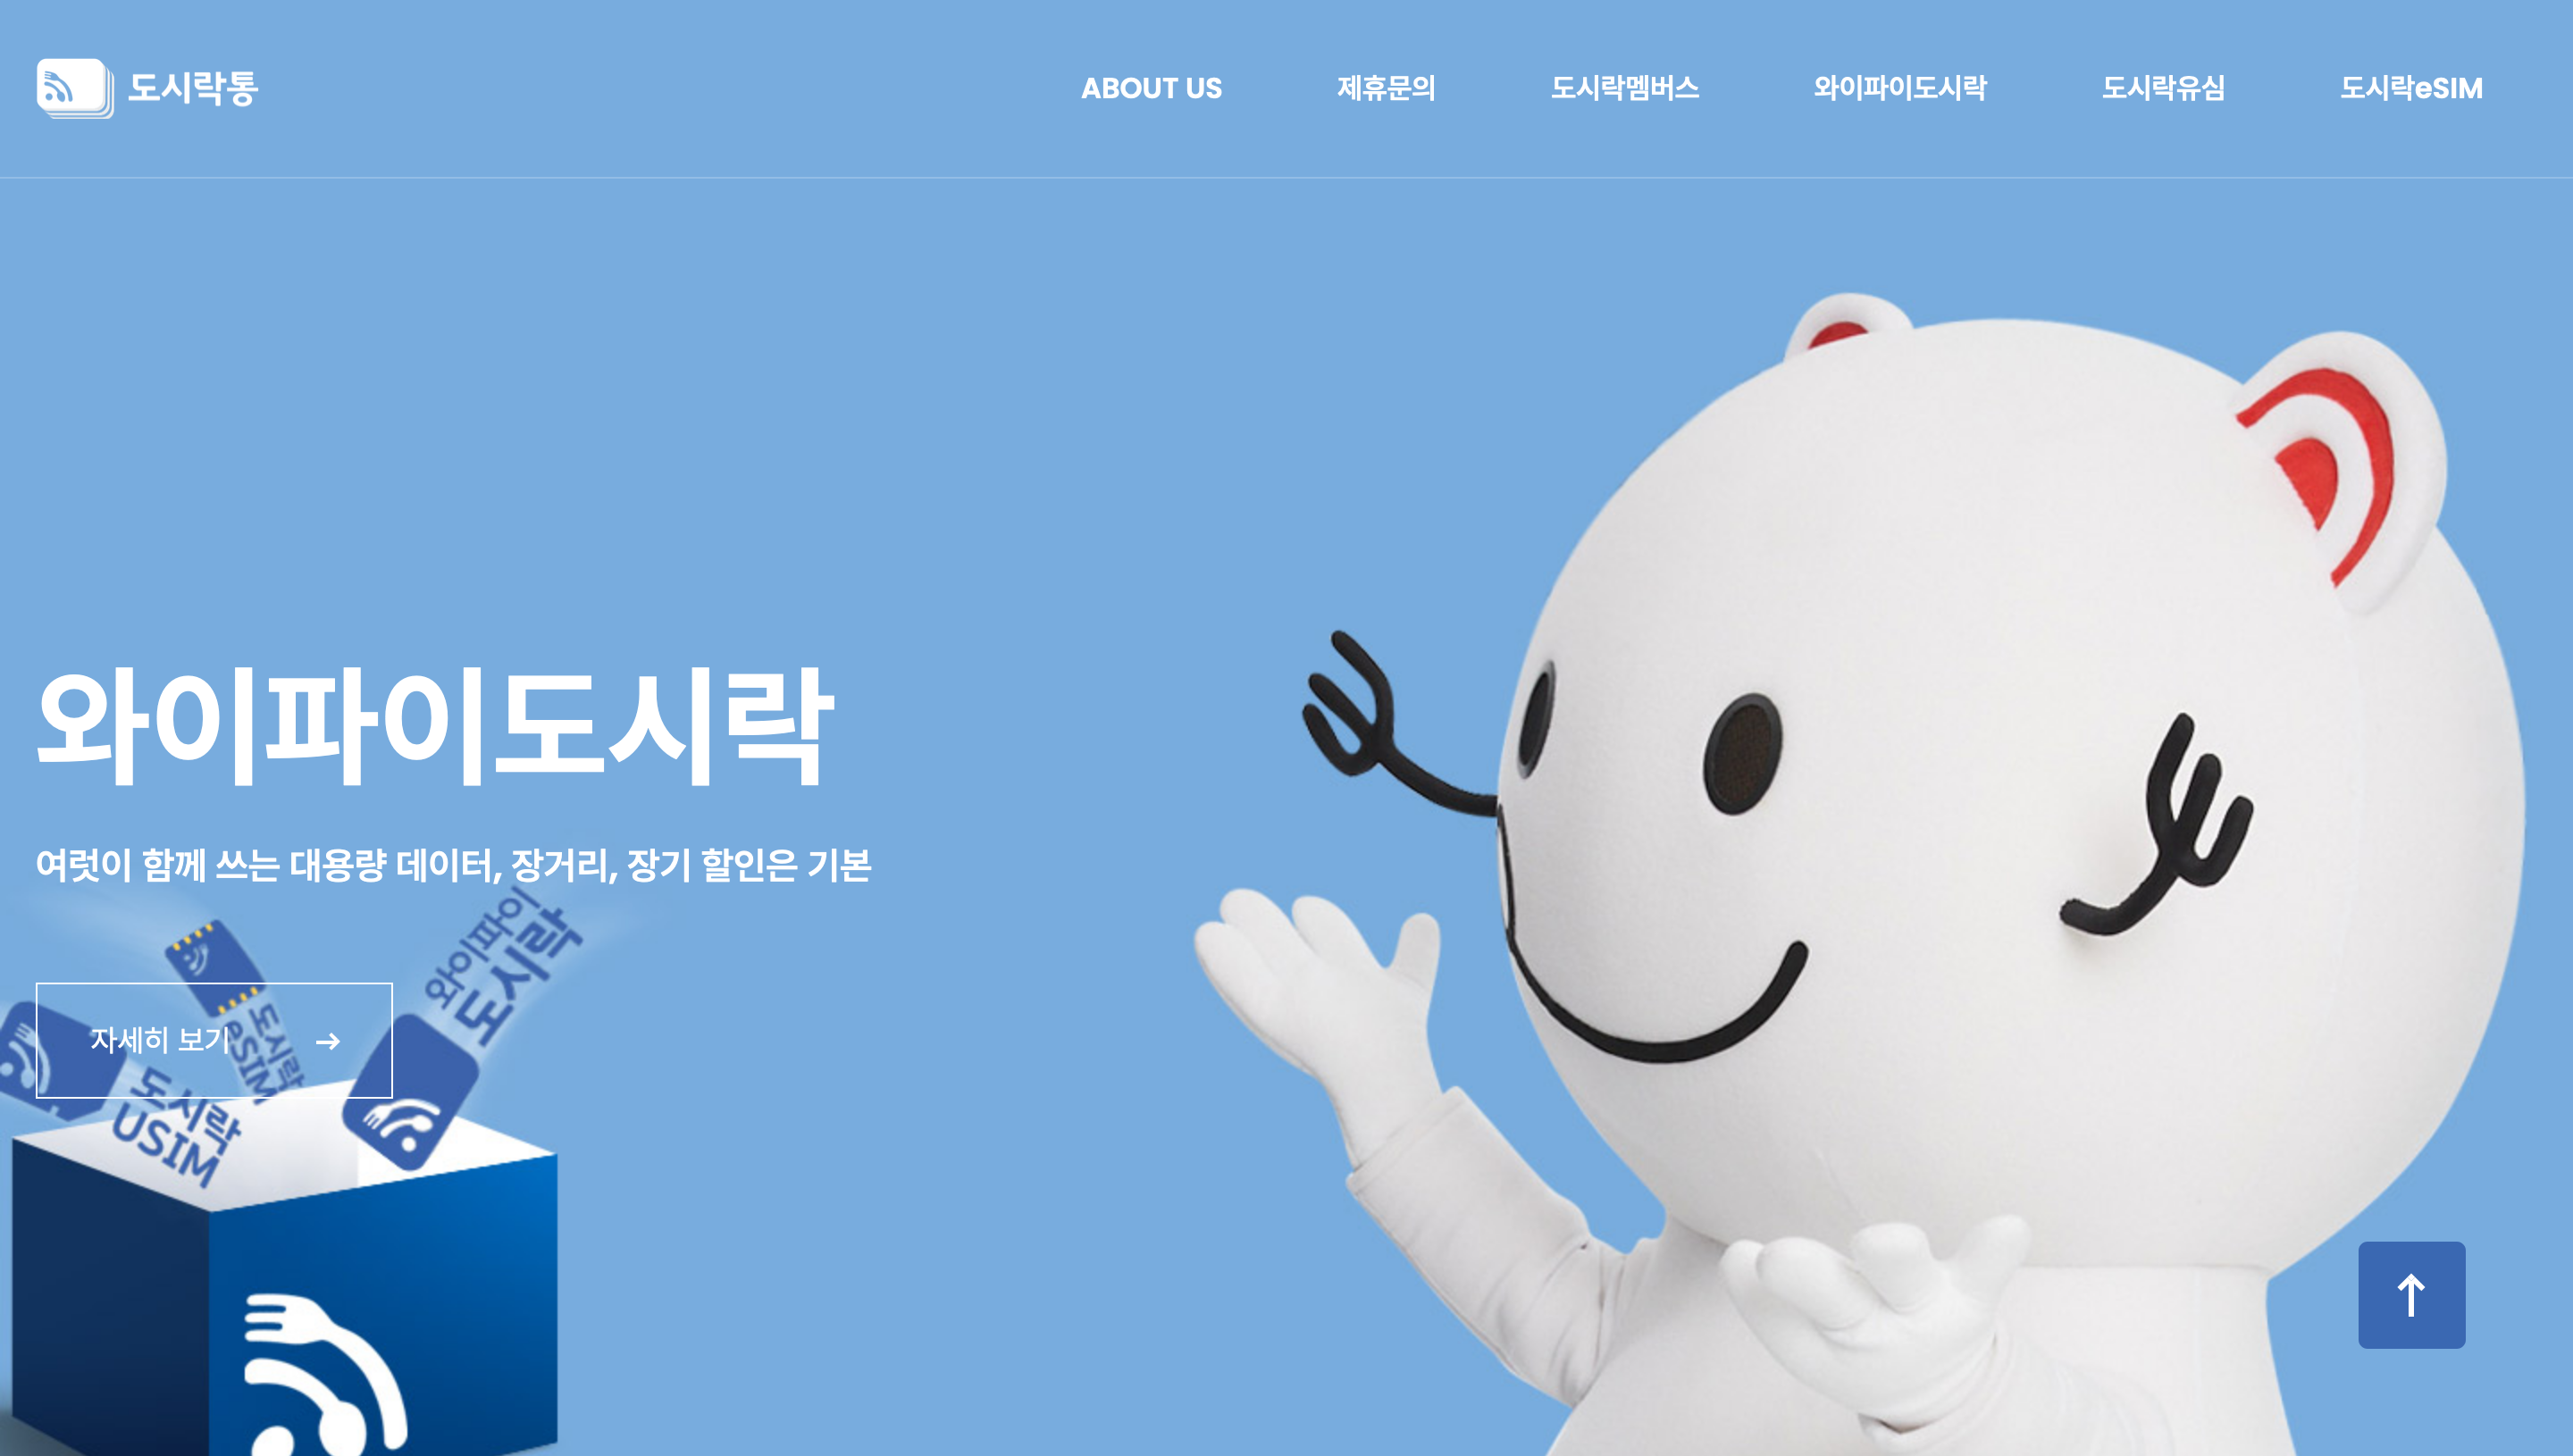 도시락통
ABOUT US 제휴문의 도시락멤버스 와이파이도시락 도시락유심 도시락eSIM
와이파이도시락
여럿이 함께 쓰는 대용량 데이터, 장거리, 장기 할인은 기본
와이파이
도시락
자세히 보기 →
도시락
eSIM
도시락
USIM
↑